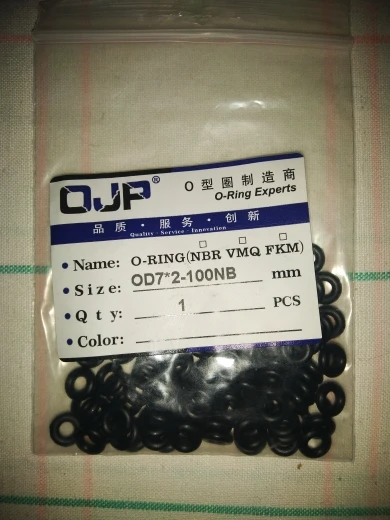 OJP®
O 型圈制造商
O-Ring Experts
品质·服务·创新
Quality · Service · Innovation
• Name: O-RING(NBR VMQ FKM)
• Size: OD7*2-100NB mm
• Qty: 1 PCS
• Color: